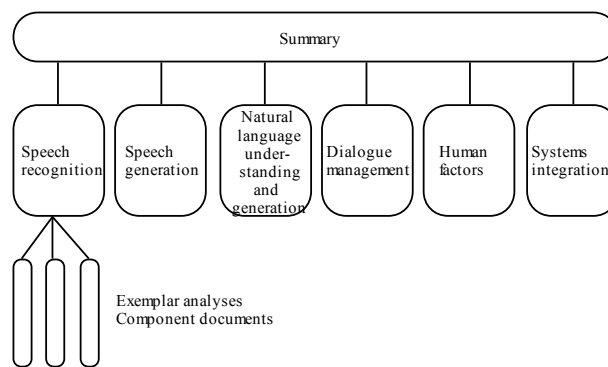 Summary
Speech
recognition
Speech
generation
Natural
language
under-
standing
and
generation
Dialogue
management
Human
factors
Systems
integration
Exemplar analyses
Component documents